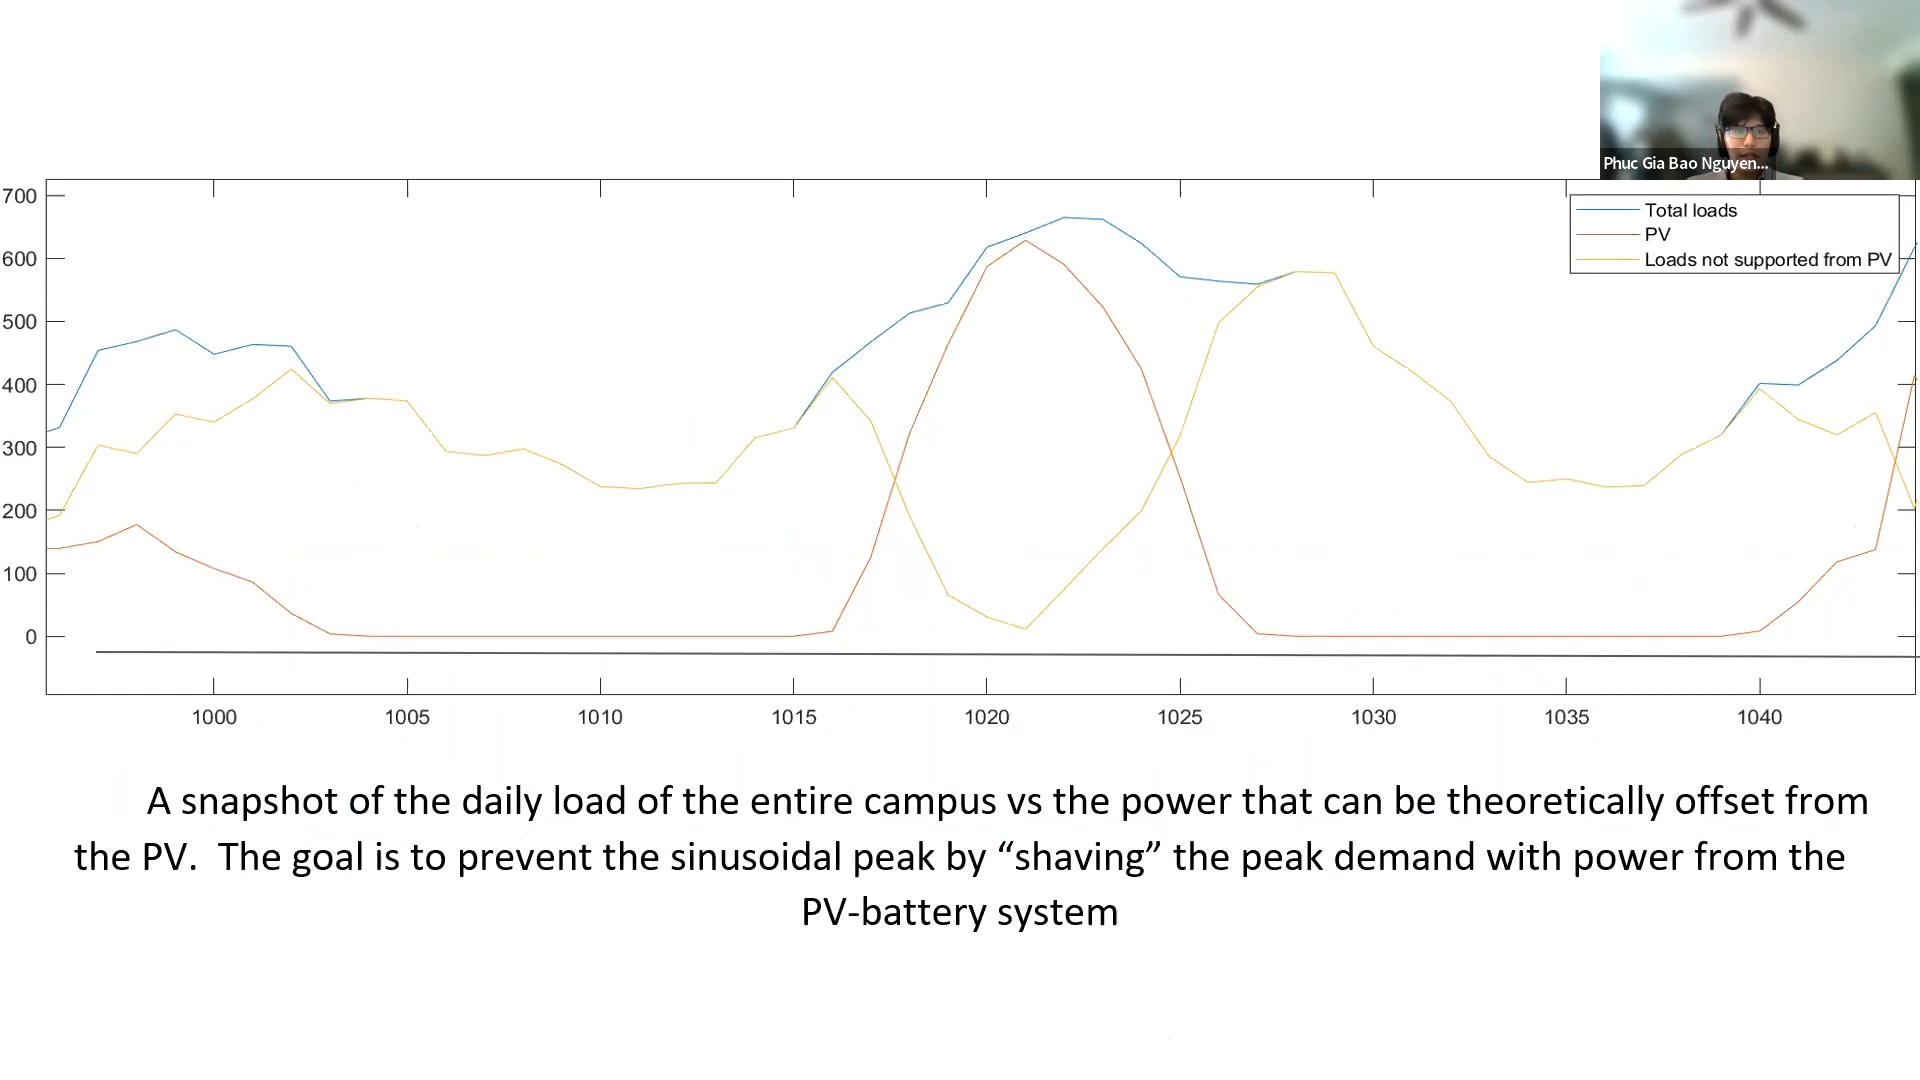 Phuc Gia Bao Nguyen...
700
600
500
400
300
200
100
0
Total loads
PV
Loads not supported from PV
1000 1005 1010 1015 1020 1025 1030 1035 1040
A snapshot of the daily load of the entire campus vs the power that can be theoretically offset from
the PV. The goal is to prevent the sinusoidal peak by “shaving” the peak demand with power from the
PV-battery system